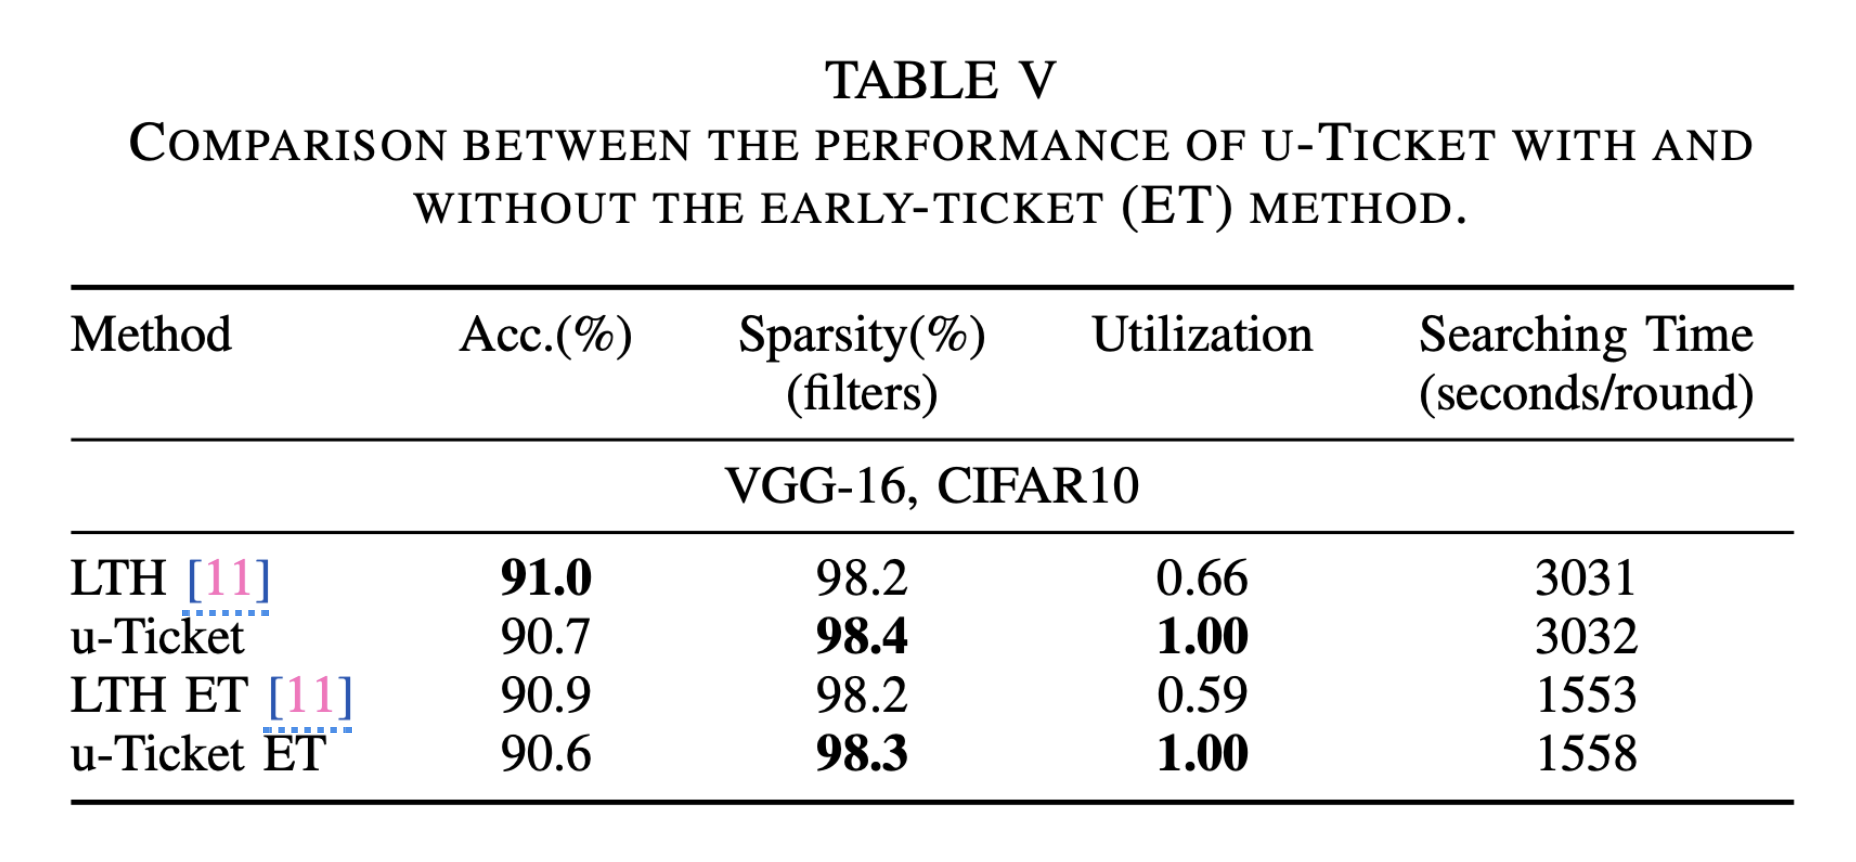 TABLE V
COMPARISON BETWEEN THE PERFORMANCE OF U-TICKET WITH AND
WITHOUT THE EARLY-TICKET (ET) METHOD.
Method Acc.(%) Sparsity(%) Utilization Searching Time
(filters) (seconds/round)
VGG-16, CIFAR10
LTH [11] 91.0 98.2 0.66 3031
u-Ticket 90.7 98.4 1.00 3032
LTH ET [11] 90.9 98.2 0.59 1553
u-Ticket ET 90.6 98.3 1.00 1558